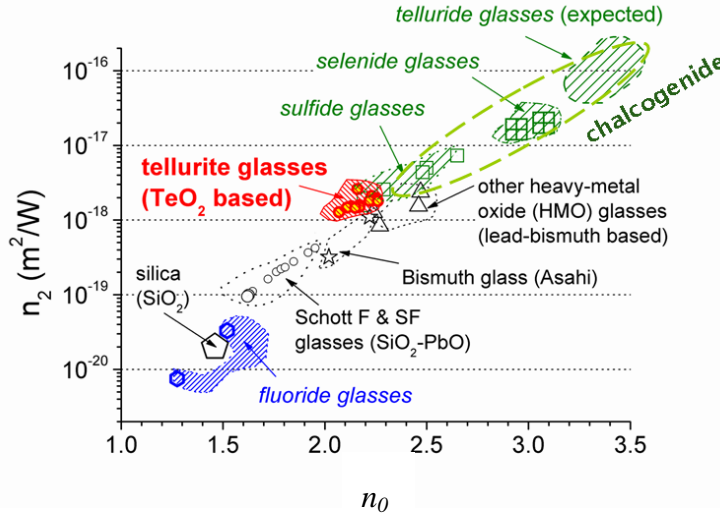 telluride glasses (expected)
selenide glasses
sulfide glasses
chalcogenide
tellurite glasses
(TeO₂ based)
other heavy-metal
oxide (HMO) glasses
(lead-bismuth based)
silica
(SiO₂)
Bismuth glass (Asahi)
Schott F & SF
glasses (SiO₂-PbO)
fluoride glasses
n₂ (m²/W)
10⁻¹⁶
10⁻¹⁷
10⁻¹⁸
10⁻¹⁹
10⁻²⁰
1.0 1.5 2.0 2.5 3.0 3.5
n₀